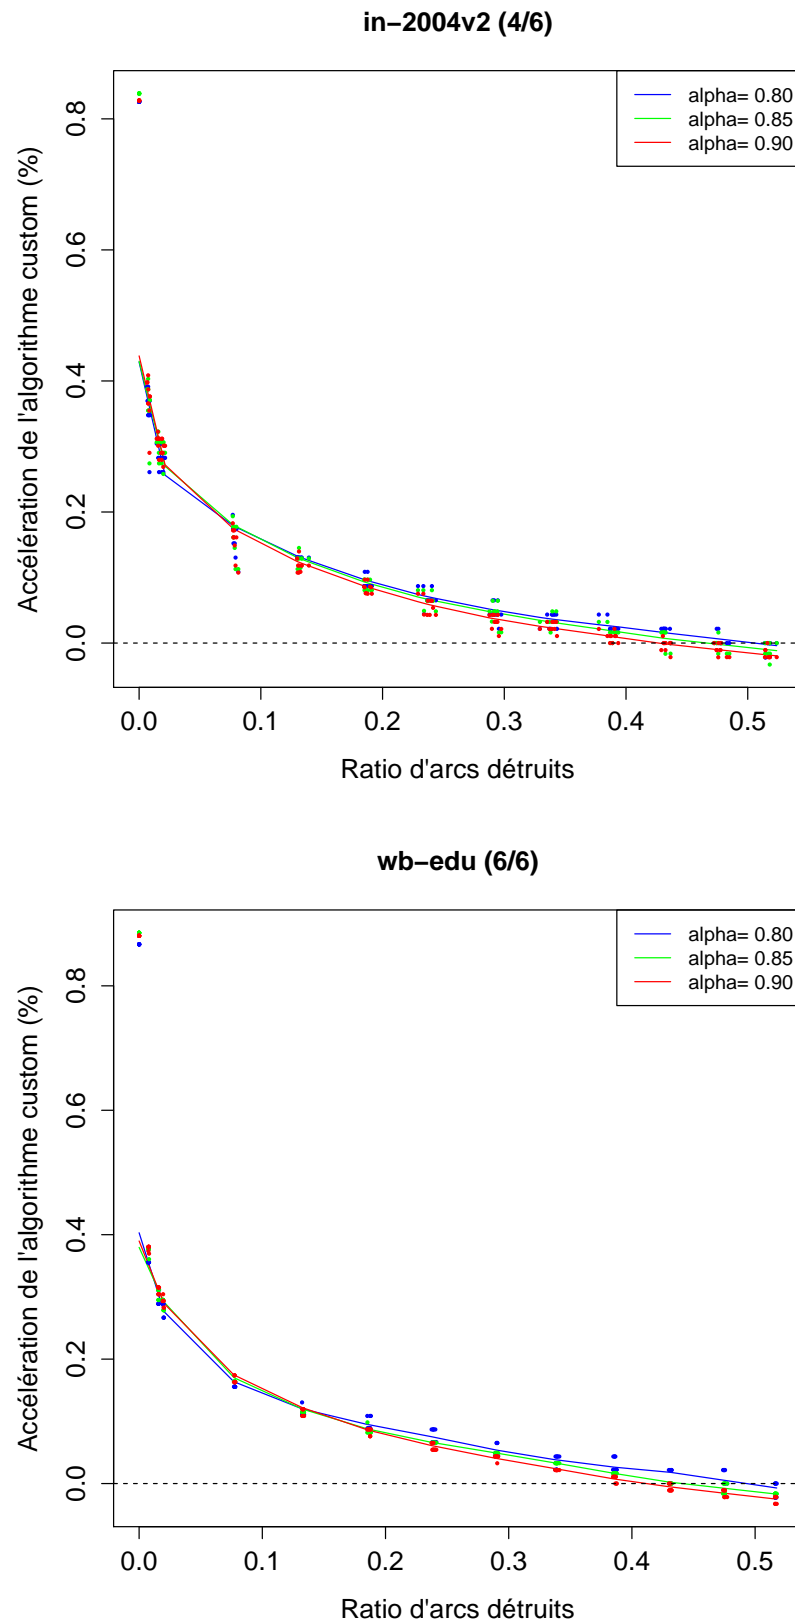 in−2004v2 (4/6)
alpha= 0.80
alpha= 0.85
alpha= 0.90
Accélération de l'algorithme custom (%)
0.8
0.6
0.4
0.2
0.0
0.0 0.1 0.2 0.3 0.4 0.5
Ratio d'arcs détruits
wb−edu (6/6)
alpha= 0.80
alpha= 0.85
alpha= 0.90
Accélération de l'algorithme custom (%)
0.8
0.6
0.4
0.2
0.0
0.0 0.1 0.2 0.3 0.4 0.5
Ratio d'arcs détruits